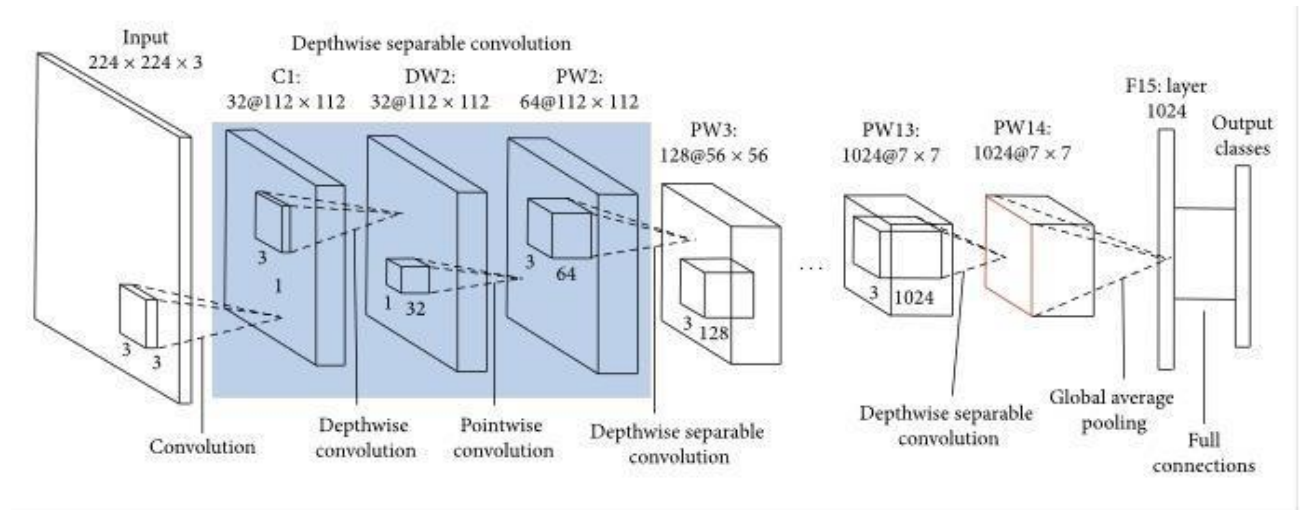 Input
224 × 224 × 3
Depthwise separable convolution
C1:
32@112 × 112
DW2:
32@112 × 112
PW2:
64@112 × 112
PW3:
128@56 × 56
PW13:
1024@7 × 7
PW14:
1024@7 × 7
F15: layer
1024
Output
classes
3
3
3
1
1
32
3
64
3
128
...
3
1024
Convolution
Depthwise
convolution
Pointwise
convolution
Depthwise separable
convolution
Depthwise separable
convolution
Global average
pooling
Full
connections